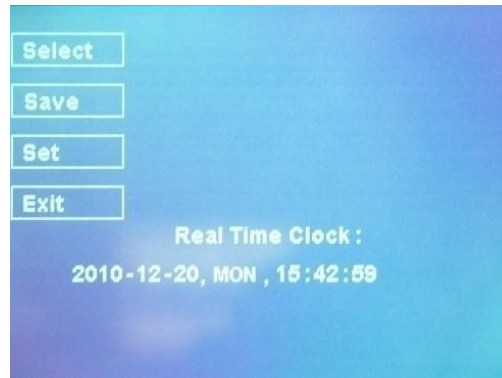 Select
Save
Set
Exit
Real Time Clock :
2010-12-20, MON , 15:42:59